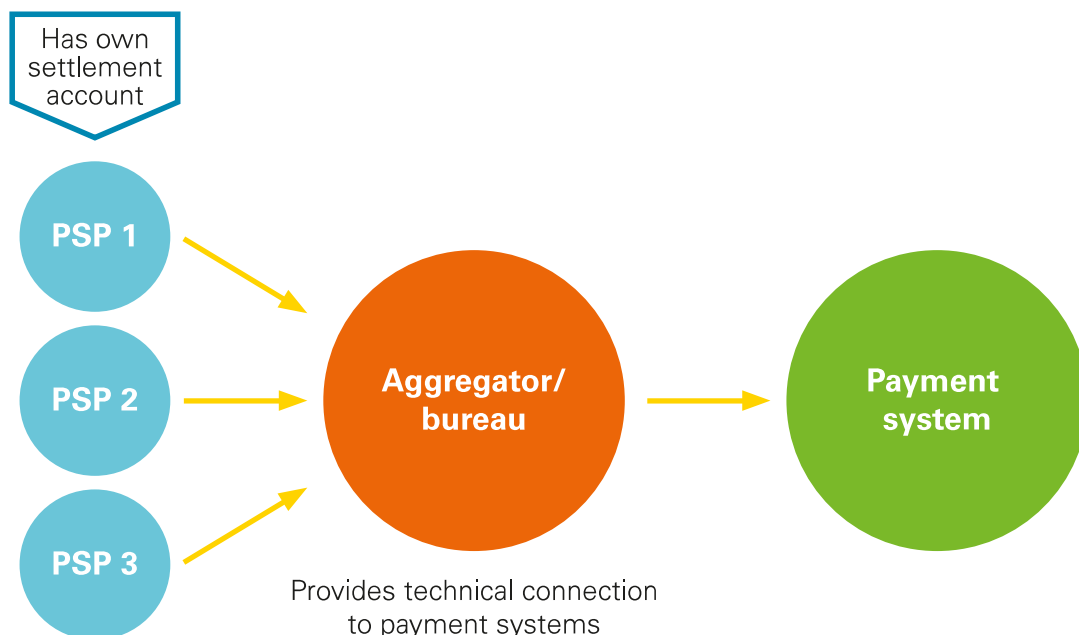 Has own
settlement
account
PSP 1
PSP 2
PSP 3
Aggregator/
bureau
Provides technical connection
to payment systems
Payment
system